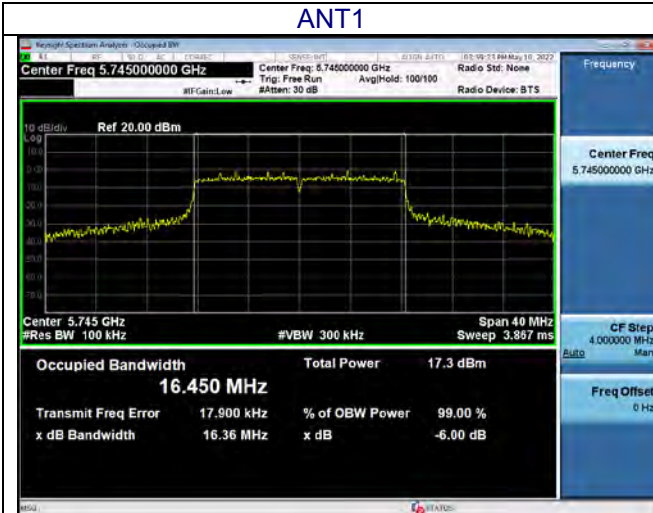 ANT1
Keysight Spectrum Analyzer - Occupied BW
Center Freq 5.745000000 GHz
Center Freq: 5.745000000 GHz
Radio Std: None
Trig: Free Run
Avg|Hold: 100/100
#IFGain:Low
#Atten: 30 dB
Radio Device: BTS
Frequency
10 dB/div
Ref 20.00 dBm
Log
Center Freq
5.745000000 GHz
Center 5.745 GHz
Span 40 MHz
#Res BW 100 kHz
#VBW 300 kHz
Sweep 3.867 ms
CF Step
4.000000 MHz
Auto
Man
Occupied Bandwidth
Total Power
17.3 dBm
16.450 MHz
Freq Offset
0 Hz
Transmit Freq Error
17.900 kHz
% of OBW Power
99.00 %
x dB Bandwidth
16.36 MHz
x dB
-6.00 dB
MSG
STATUS